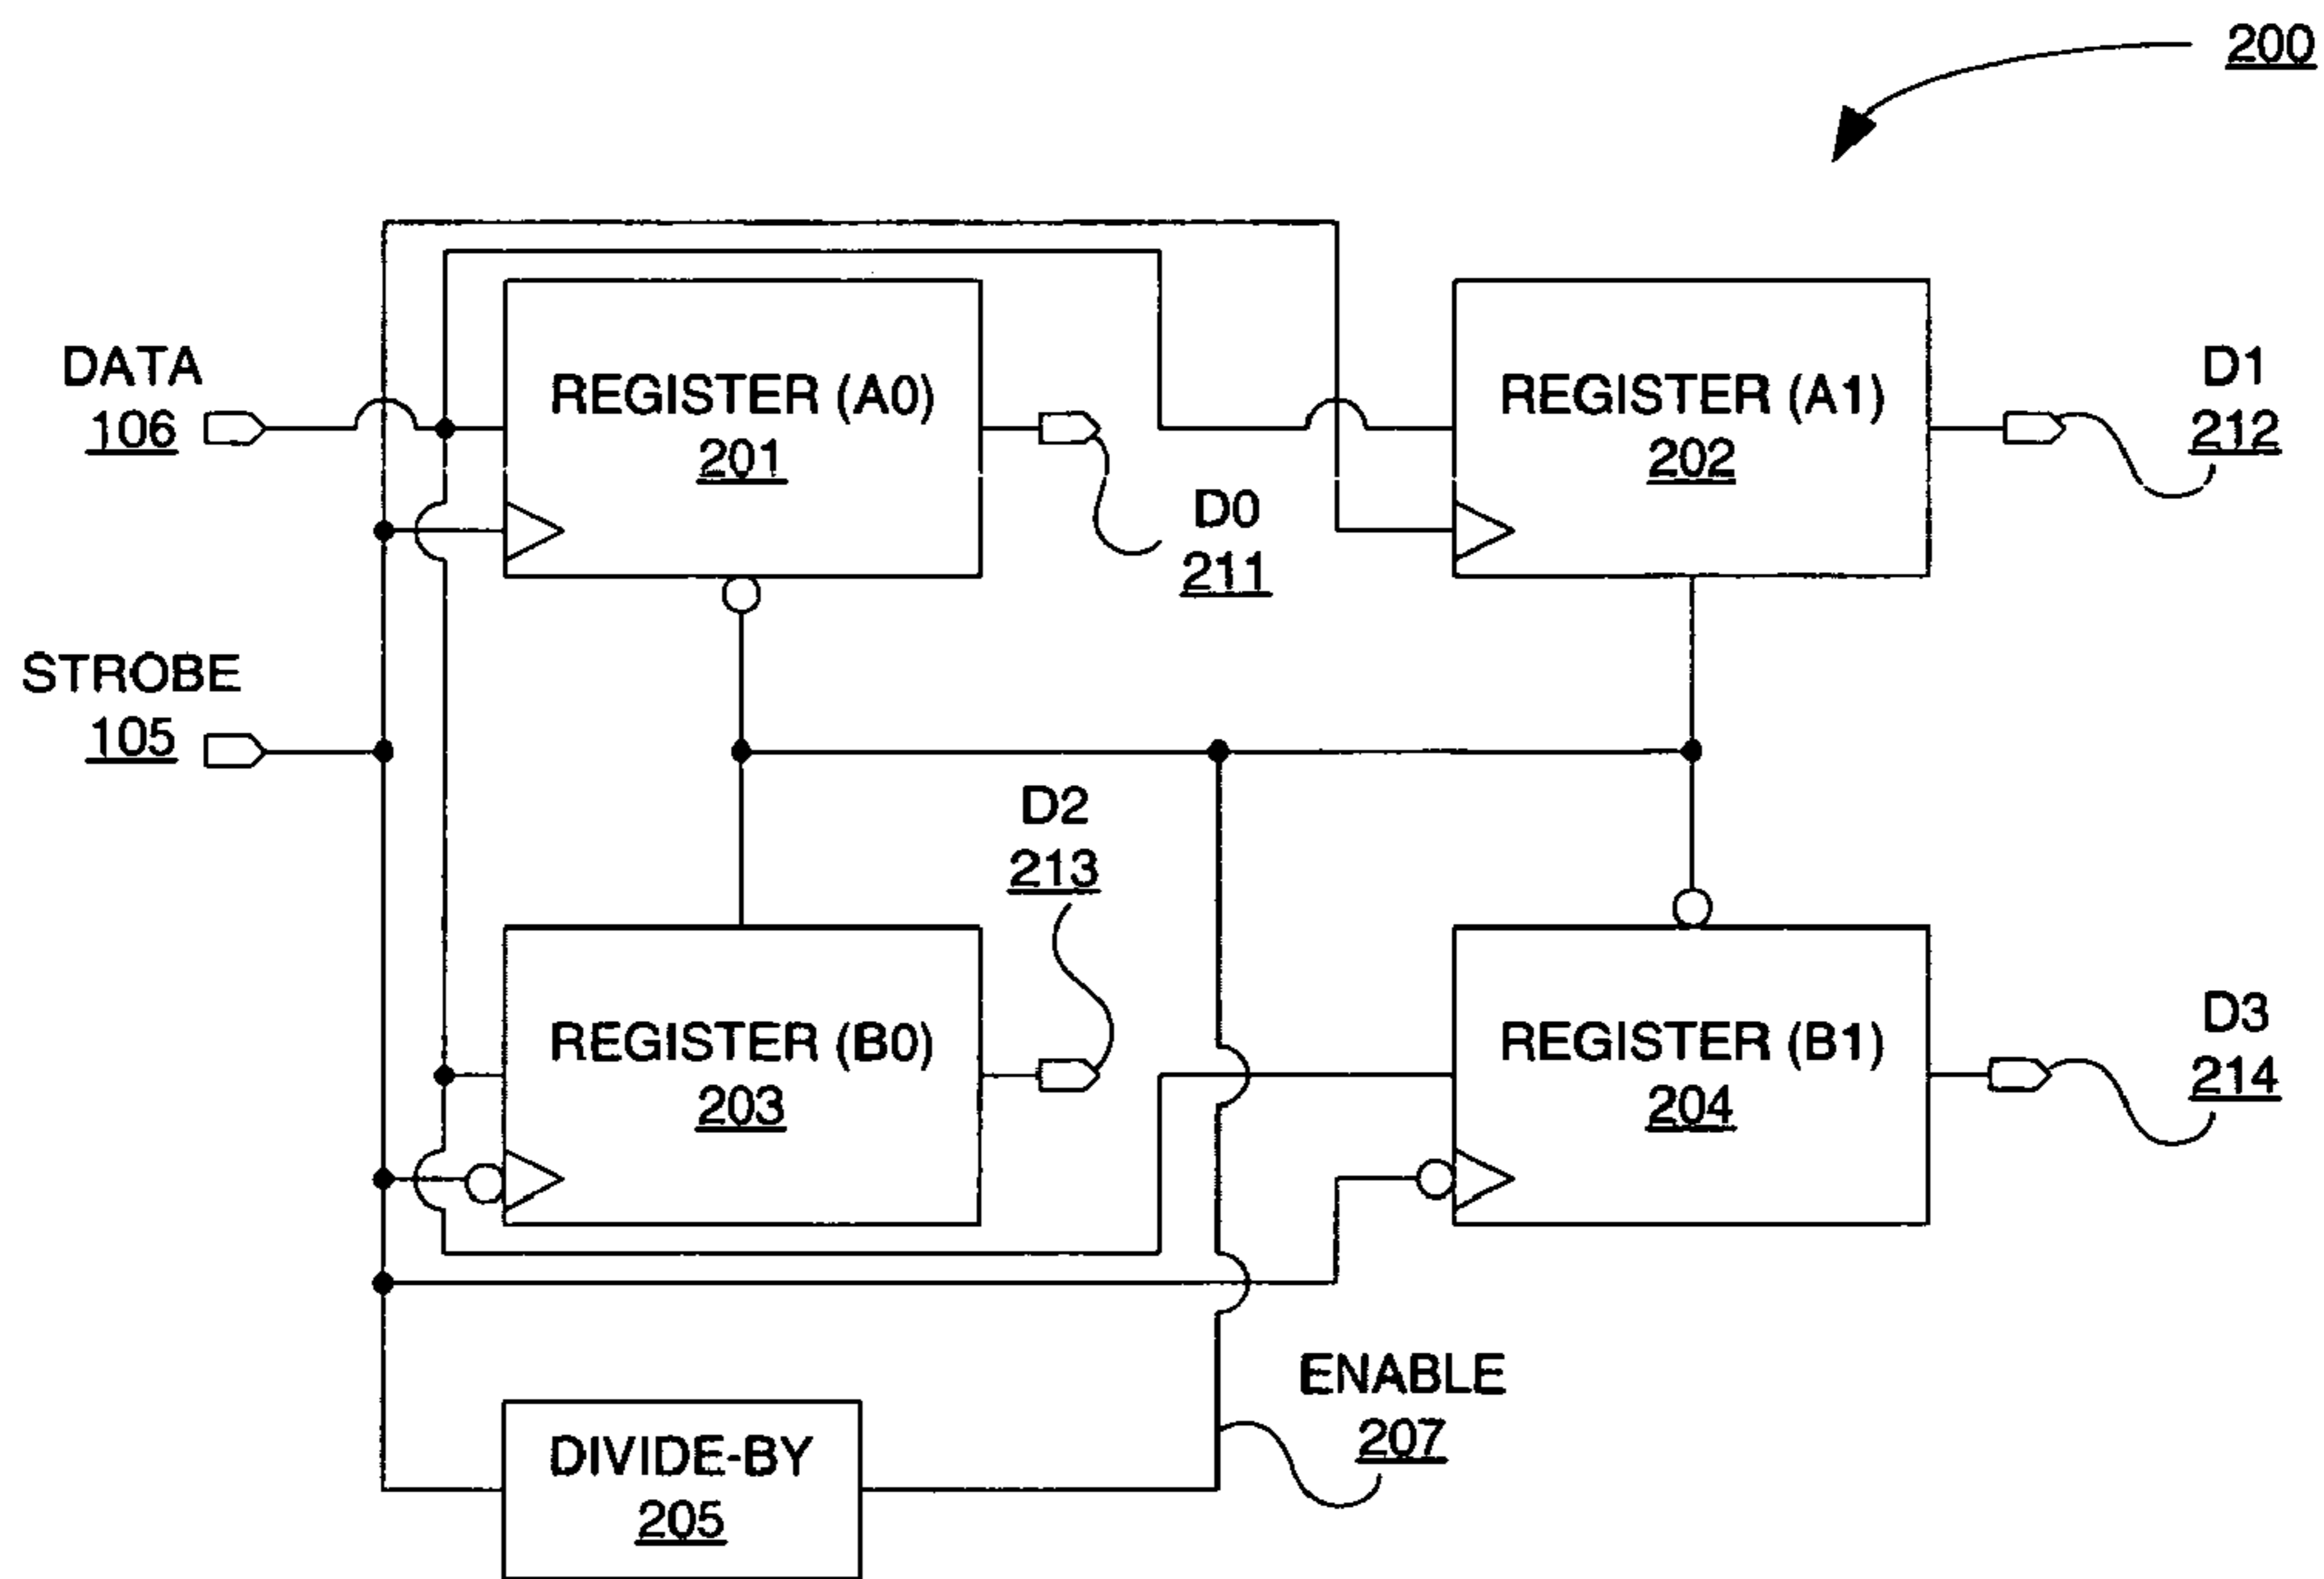 200
DATA
106
REGISTER (A0)
201
REGISTER (A1)
202
D1
212
D0
211
STROBE
105
D2
213
REGISTER (B0)
203
REGISTER (B1)
204
D3
214
ENABLE
207
DIVIDE-BY
205